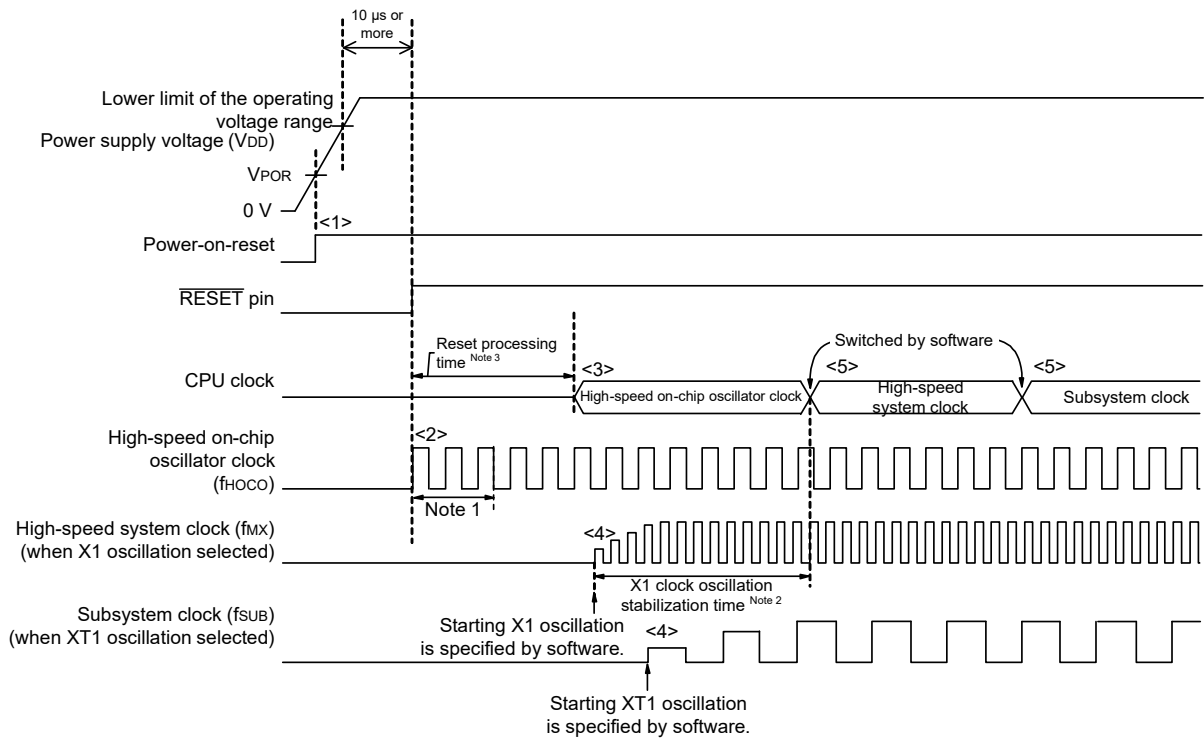 10 µs or
more
Lower limit of the operating
voltage range
Power supply voltage (VDD)
VPOR
0 V
<1>
Power-on-reset
RESET pin
Reset processing
time Note 3
Switched by software
CPU clock
<3>
<5>
<5>
High-speed on-chip oscillator clock
High-speed
system clock
Subsystem clock
High-speed on-chip
oscillator clock
(fHOCO)
<2>
Note 1
High-speed system clock (fMX)
(when X1 oscillation selected)
<4>
X1 clock oscillation
stabilization time Note 2
Subsystem clock (fSUB)
(when XT1 oscillation selected)
Starting X1 oscillation
is specified by software.
<4>
Starting XT1 oscillation
is specified by software.